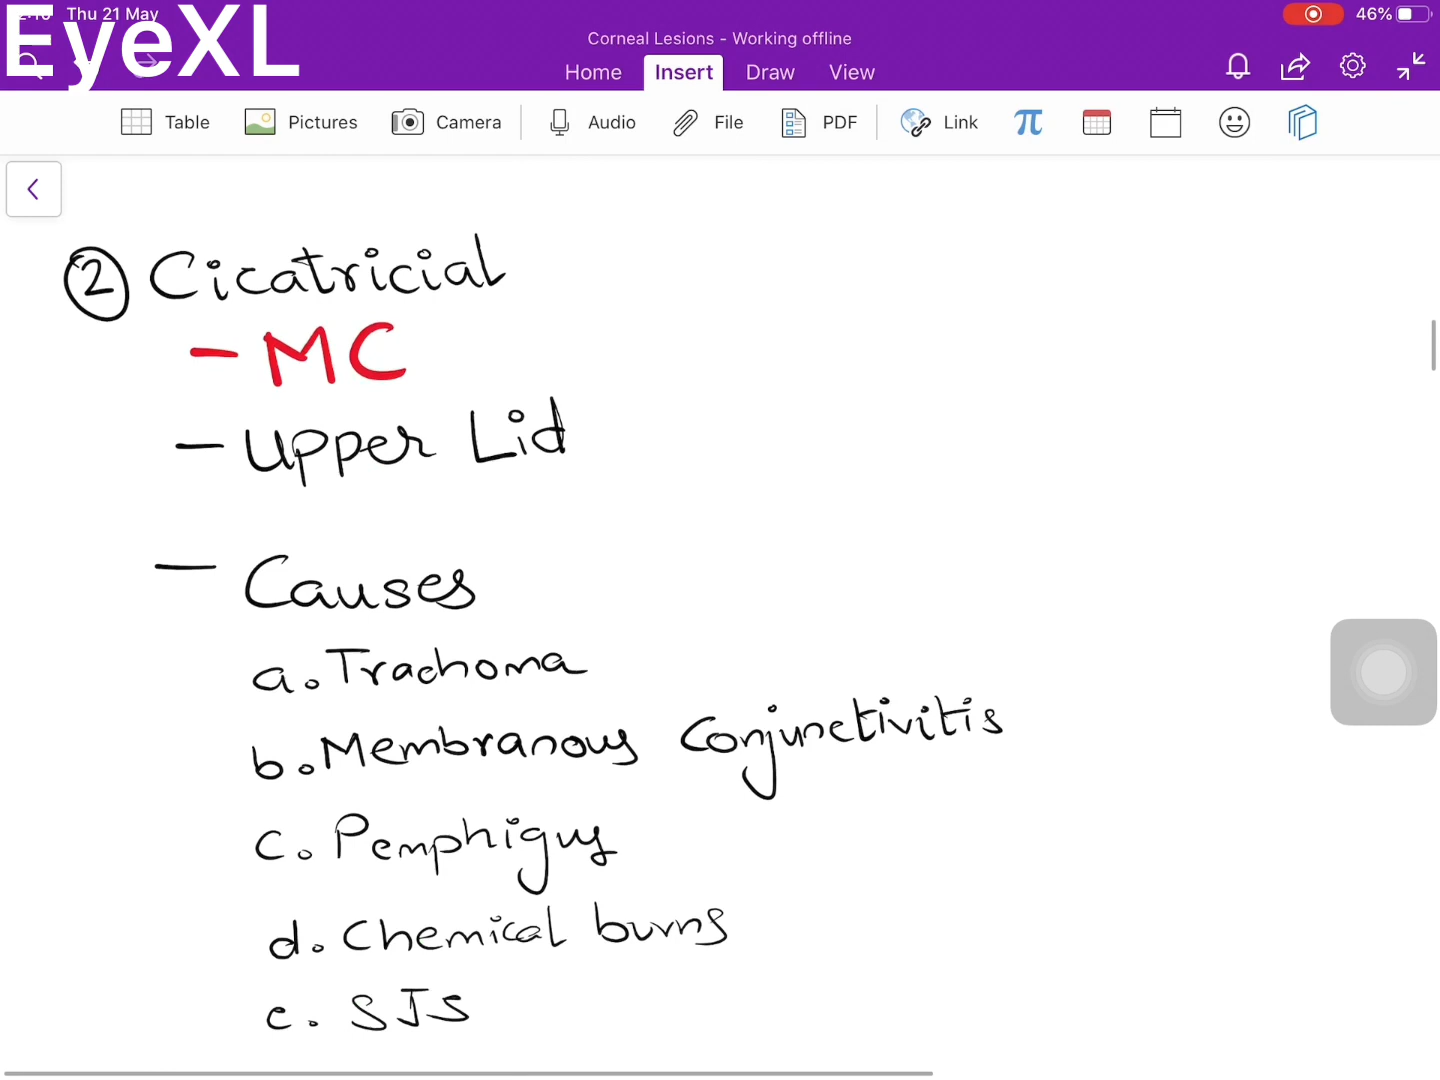 Thu 21 May
46%
EyeXL
Corneal Lesions - Working offline
Home Insert Draw View
Table Pictures Camera Audio File PDF Link π
② Cicatricial
- MC
- Upper Lid
- Causes
a. Trachoma
b. Membranous Conjunctivitis
c. Pemphigus
d. Chemical burns
e. SJS